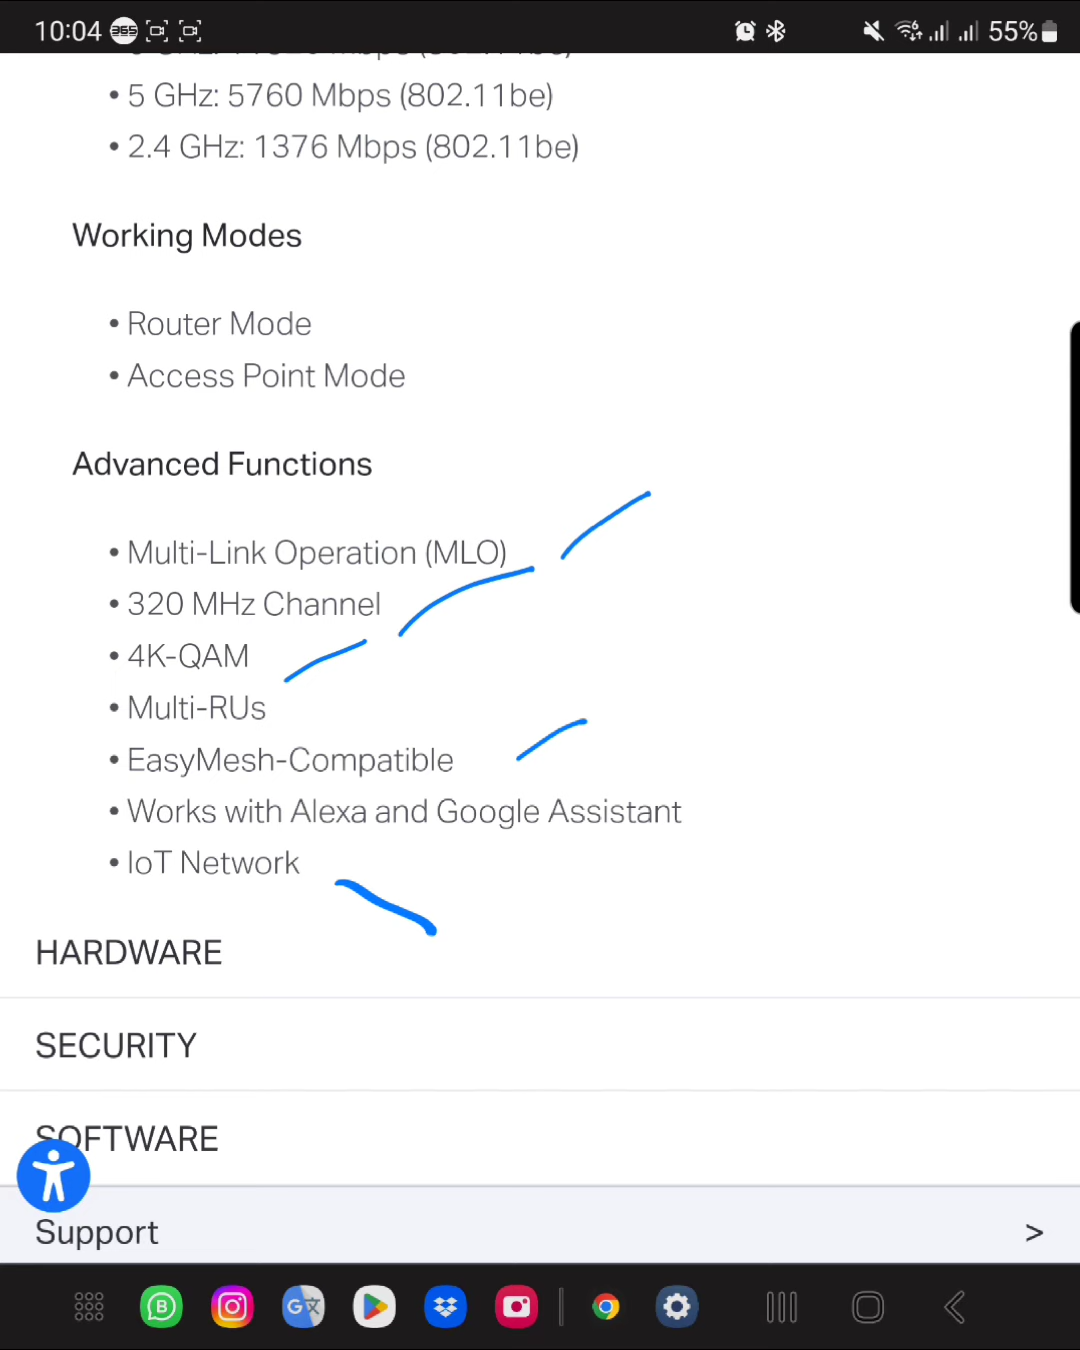 10:04 365 55%
• 5 GHz: 5760 Mbps (802.11be)
• 2.4 GHz: 1376 Mbps (802.11be)
Working Modes
• Router Mode
• Access Point Mode
Advanced Functions
• Multi-Link Operation (MLO)
• 320 MHz Channel
• 4K-QAM
• Multi-RUs
• EasyMesh-Compatible
• Works with Alexa and Google Assistant
• IoT Network
HARDWARE
SECURITY
SOFTWARE
Support >